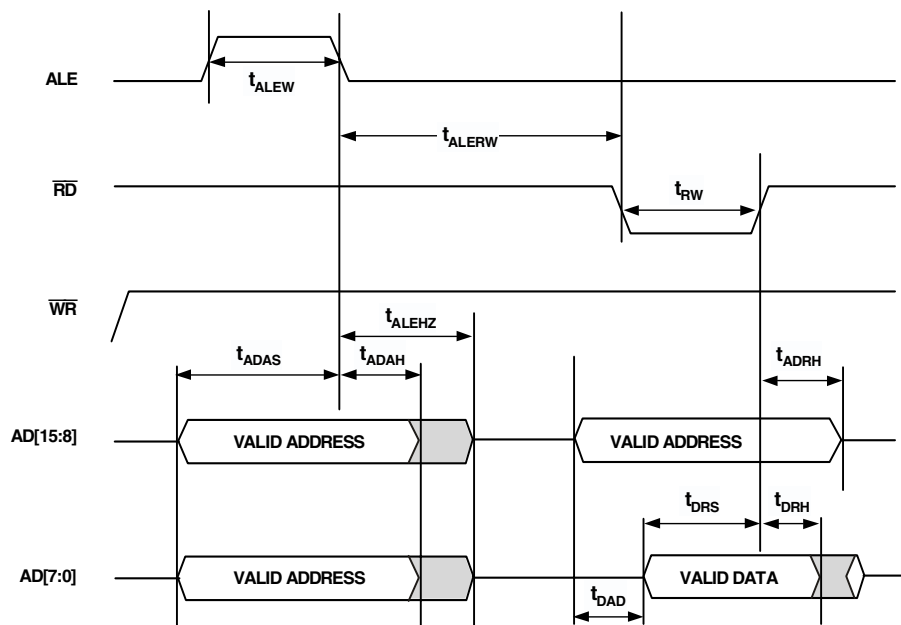 ALE
tALEW
tALERW
RD
tRW
WR
tALEHZ
tADAS
tADAH
tADRH
AD[15:8]
VALID ADDRESS
VALID ADDRESS
tDRS
tDRH
AD[7:0]
VALID ADDRESS
VALID DATA
tDAD